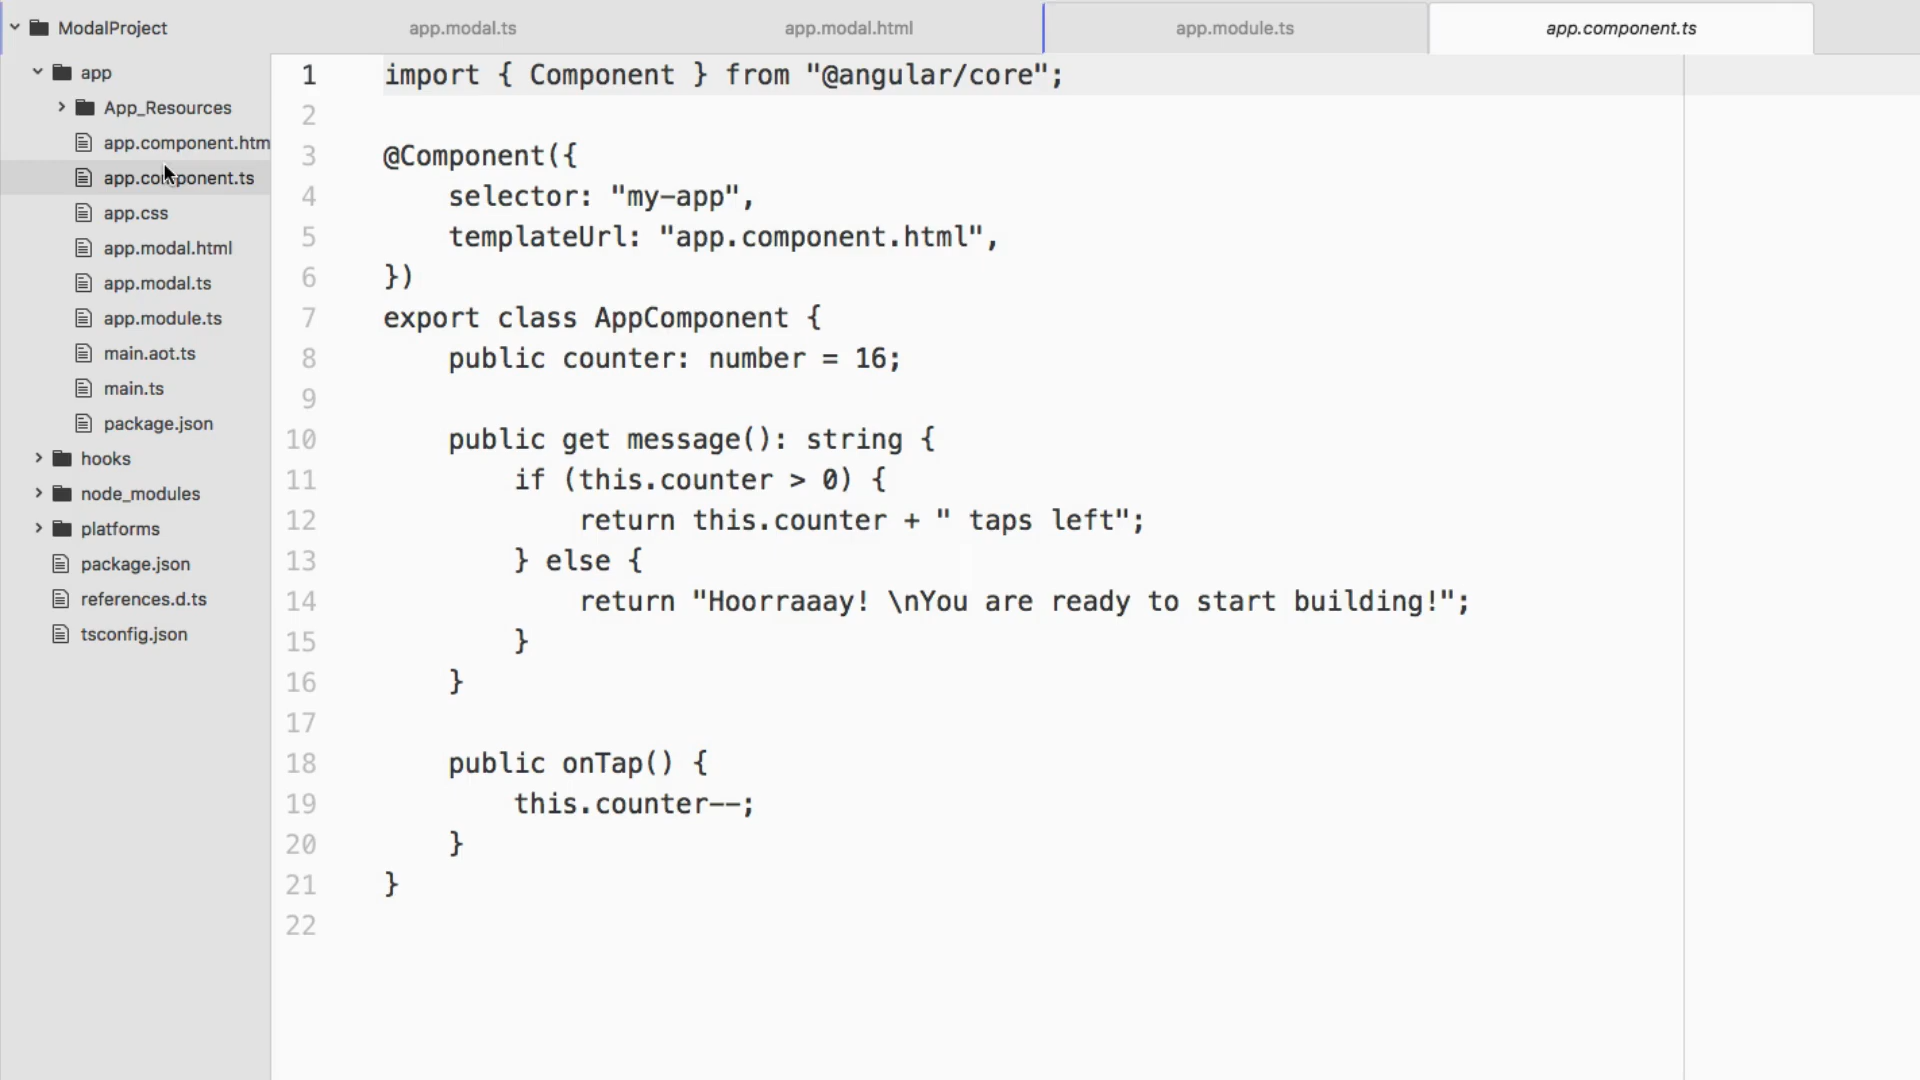 ModalProject
app
App_Resources
app.component.htm
app.component.ts
app.css
app.modal.html
app.modal.ts
app.module.ts
main.aot.ts
main.ts
package.json
hooks
node_modules
platforms
package.json
references.d.ts
tsconfig.json
app.modal.ts
app.modal.html
app.module.ts
app.component.ts
1 import { Component } from "@angular/core";
2
3 @Component({
4     selector: "my-app",
5     templateUrl: "app.component.html",
6 })
7 export class AppComponent {
8     public counter: number = 16;
9
10     public get message(): string {
11         if (this.counter > 0) {
12             return this.counter + " taps left";
13         } else {
14             return "Hoorraaay! \nYou are ready to start building!";
15         }
16     }
17
18     public onTap() {
19         this.counter--;
20     }
21 }
22